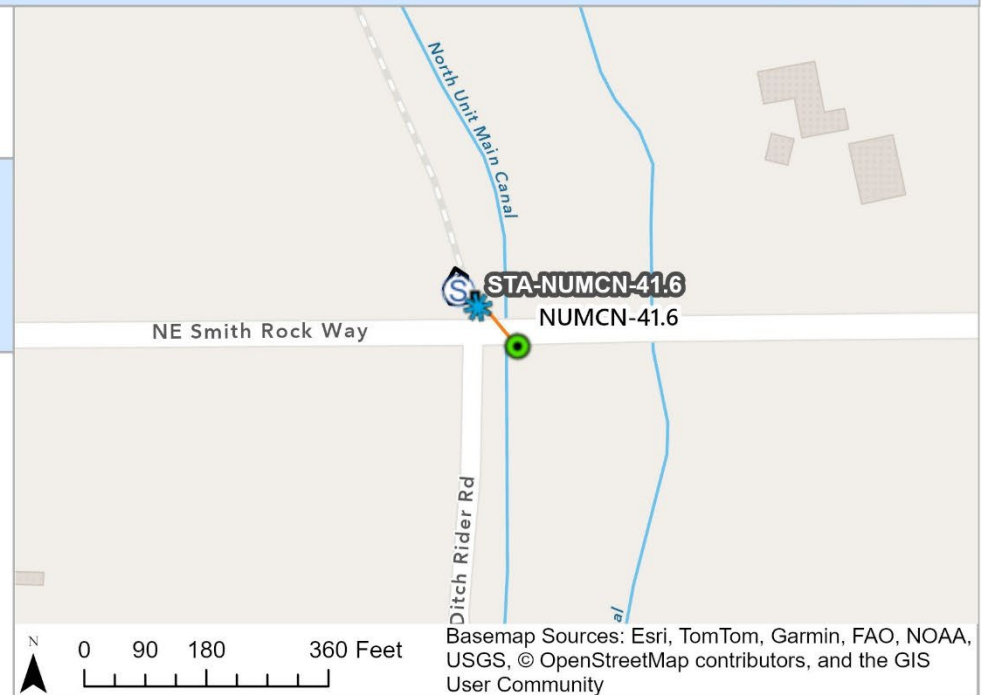 North Unit Main Canal
S
STA-NUMCN-41.6
NUMCN-41.6
NE Smith Rock Way
Ditch Rider Rd
al
N
0 90 180 360 Feet
Basemap Sources: Esri, TomTom, Garmin, FAO, NOAA,
USGS, © OpenStreetMap contributors, and the GIS
User Community